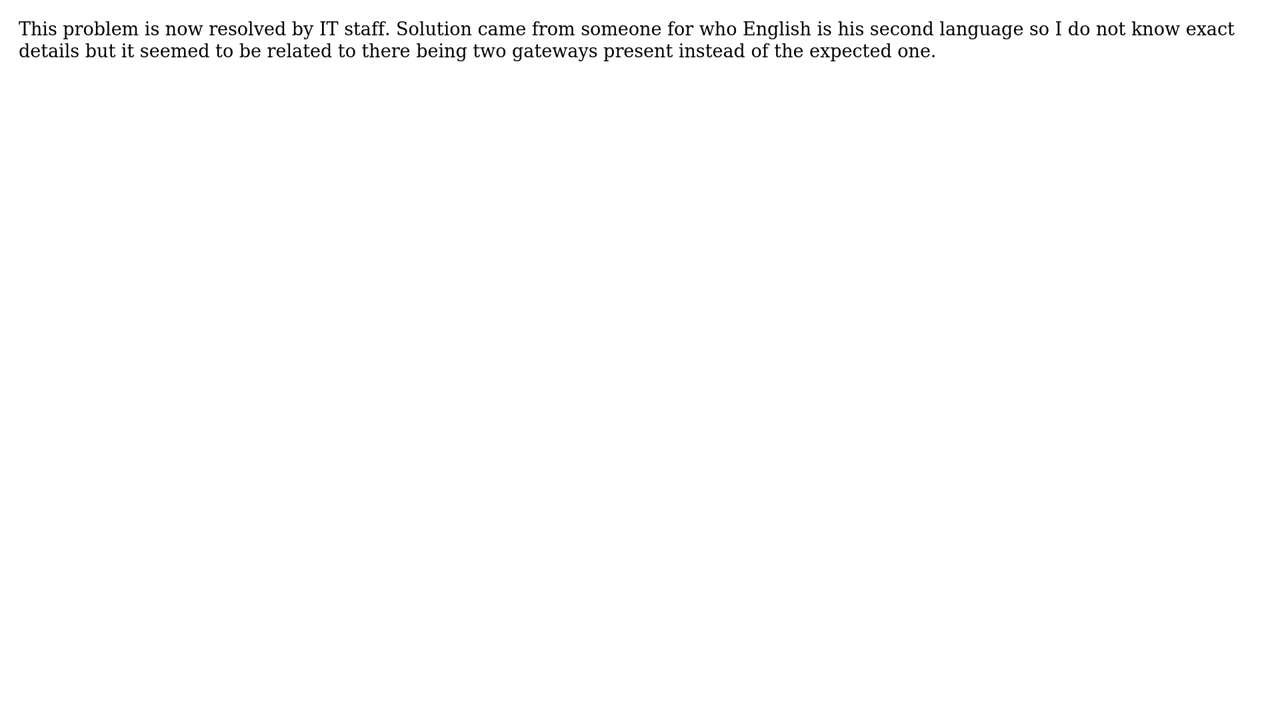 This problem is now resolved by IT staff. Solution came from someone for who English is his second language so I do not know exact
details but it seemed to be related to there being two gateways present instead of the expected one.